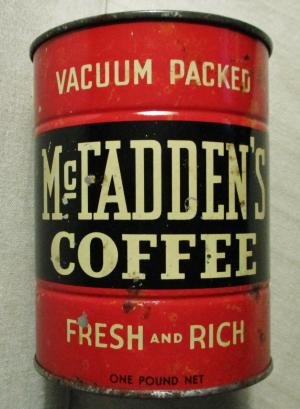 VACUUM PACKED
McFADDEN'S
COFFEE
FRESH AND RICH
ONE POUND NET